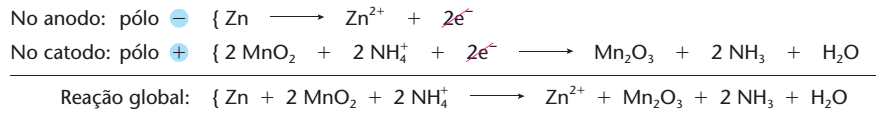 No anodo: pólo − { Zn ⟶ Zn²⁺ + 2e⁻
No catodo: pólo + { 2 MnO₂ + 2 NH₄⁺ + 2e⁻ ⟶ Mn₂O₃ + 2 NH₃ + H₂O
Reação global: { Zn + 2 MnO₂ + 2 NH₄⁺ ⟶ Zn²⁺ + Mn₂O₃ + 2 NH₃ + H₂O